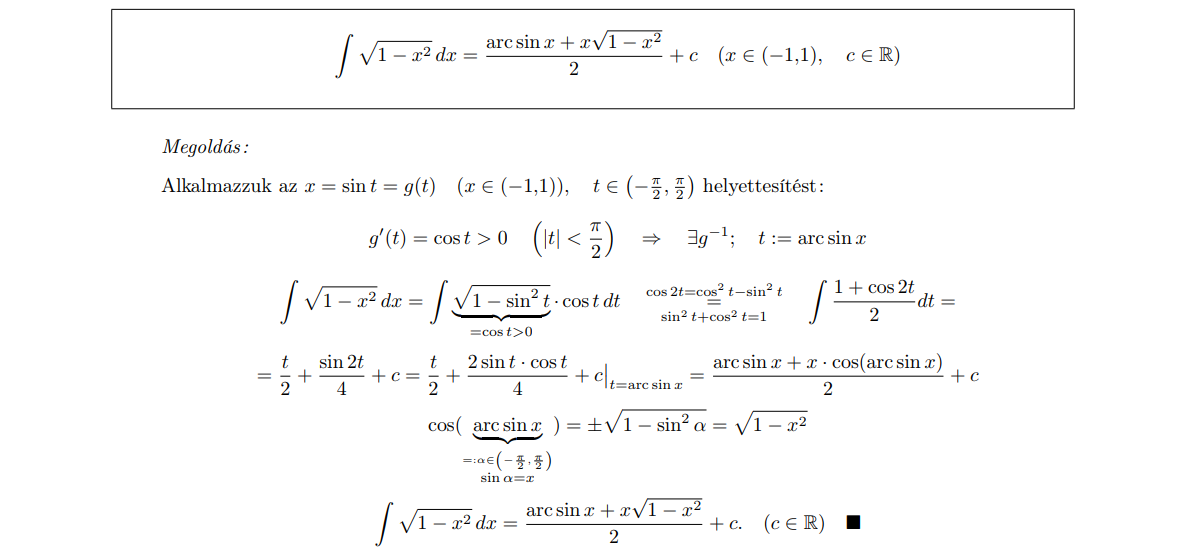 ∫ √(1 − x²) dx = (arc sin x + x√(1 − x²))/2 + c (x ∈ (−1,1), c ∈ ℝ)
Megoldás:
Alkalmazzuk az x = sin t = g(t) (x ∈ (−1,1)), t ∈ (−π/2, π/2) helyettesítést:
g′(t) = cos t > 0 (|t| < π/2) ⇒ ∃g⁻¹; t := arc sin x
∫ √(1 − x²) dx = ∫ √(1 − sin² t) · cos t dt = ∫ (1 + cos 2t)/2 dt =
=cos t>0
cos 2t=cos² t−sin² t
sin² t+cos² t=1
= t/2 + (sin 2t)/4 + c = t/2 + (2 sin t · cos t)/4 + c|t=arc sin x = (arc sin x + x · cos(arc sin x))/2 + c
cos( arc sin x ) = ±√(1 − sin² α) = √(1 − x²)
=:α∈(−π/2, π/2)
sin α=x
∫ √(1 − x²) dx = (arc sin x + x√(1 − x²))/2 + c. (c ∈ ℝ) ■